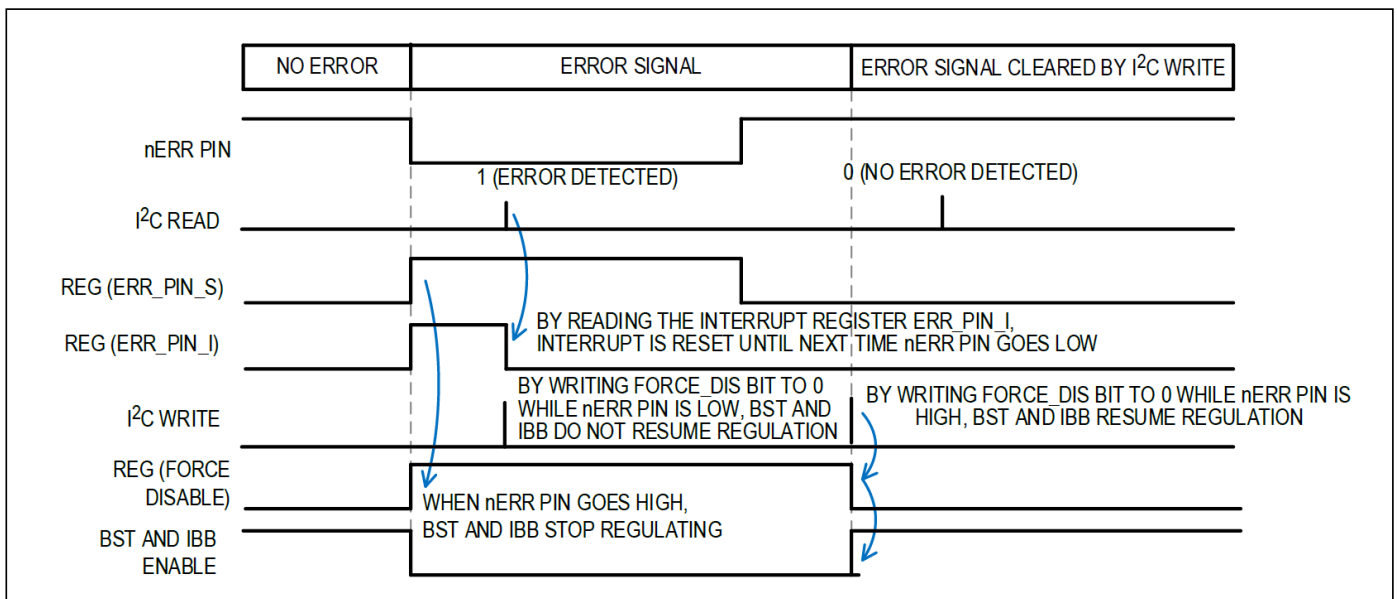 NO ERROR
ERROR SIGNAL
ERROR SIGNAL CLEARED BY I²C WRITE
nERR PIN
1 (ERROR DETECTED)
0 (NO ERROR DETECTED)
I²C READ
REG (ERR_PIN_S)
REG (ERR_PIN_I)
BY READING THE INTERRUPT REGISTER ERR_PIN_I,
INTERRUPT IS RESET UNTIL NEXT TIME nERR PIN GOES LOW
I²C WRITE
BY WRITING FORCE_DIS BIT TO 0
WHILE nERR PIN IS LOW, BST AND
IBB DO NOT RESUME REGULATION
BY WRITING FORCE_DIS BIT TO 0 WHILE nERR PIN IS
HIGH, BST AND IBB RESUME REGULATION
REG (FORCE
DISABLE)
WHEN nERR PIN GOES HIGH,
BST AND IBB STOP REGULATING
BST AND IBB
ENABLE